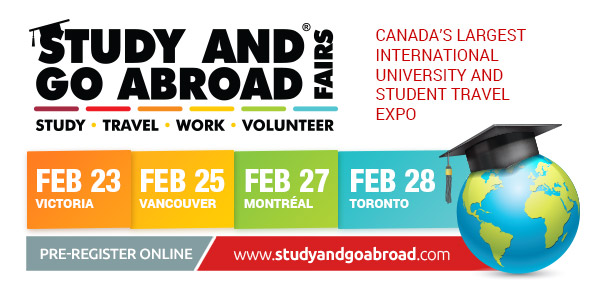 STUDY AND®
GO ABROAD
FAIRS
STUDY • TRAVEL • WORK • VOLUNTEER
CANADA'S LARGEST
INTERNATIONAL
UNIVERSITY AND
STUDENT TRAVEL
EXPO
FEB 23
VICTORIA
FEB 25
VANCOUVER
FEB 27
MONTRÉAL
FEB 28
TORONTO
PRE-REGISTER ONLINE
www.studyandgoabroad.com